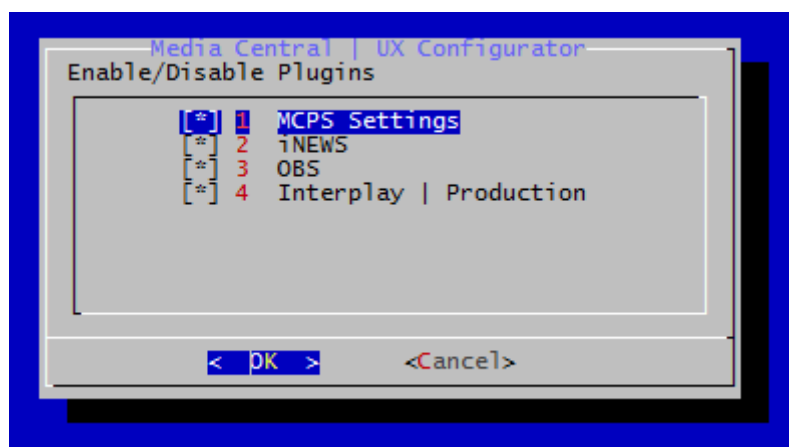 Media Central | UX Configurator
Enable/Disable Plugins
[*] 1 MCPS Settings
[*] 2 iNEWS
[*] 3 OBS
[*] 4 Interplay | Production
< OK > <Cancel>